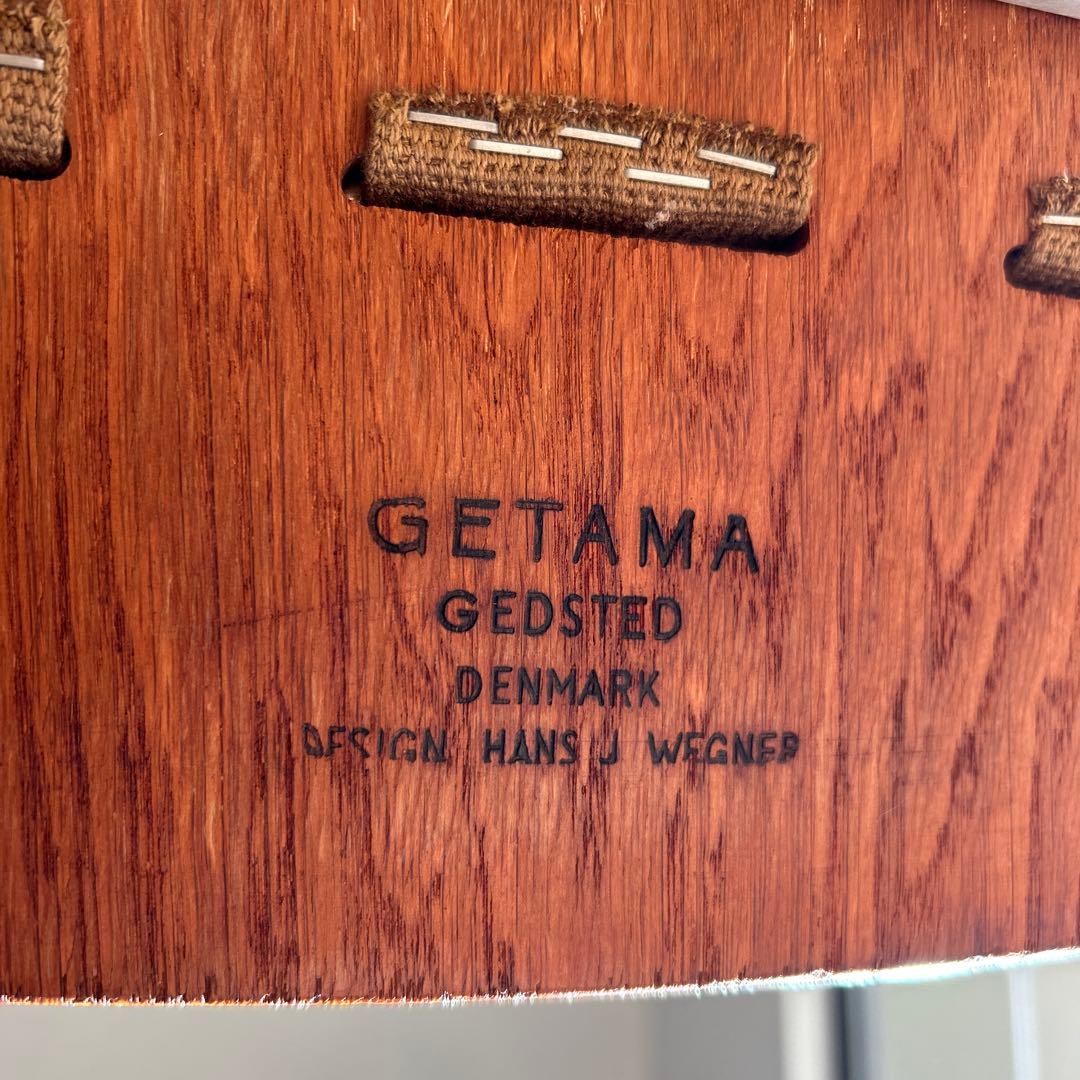 GETAMA
GEDSTED
DENMARK
DESIGN HANS J WEGNER